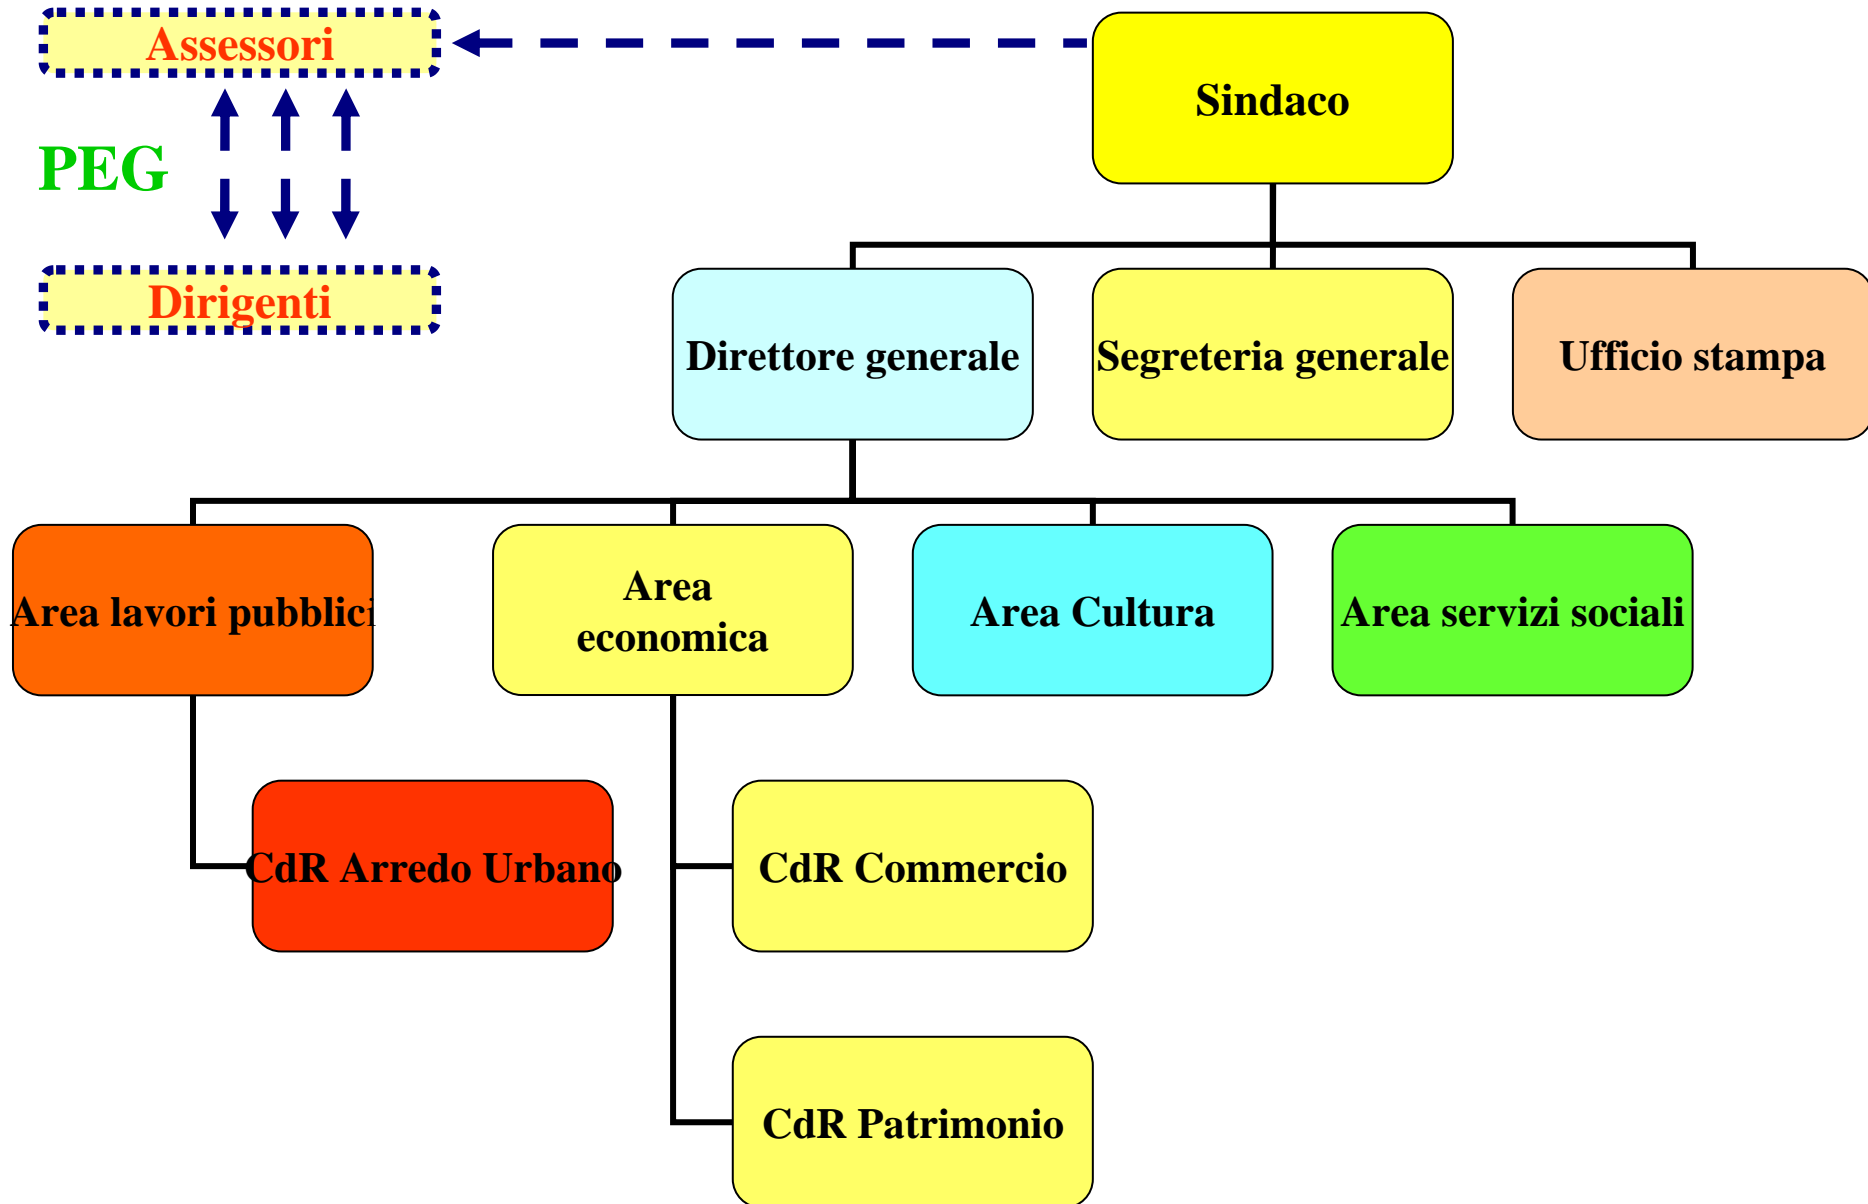 Assessori
Sindaco
PEG
Dirigenti
Direttore generale
Segreteria generale
Ufficio stampa
Area lavori pubblici
Area
economica
Area Cultura
Area servizi sociali
CdR Arredo Urbano
CdR Commercio
CdR Patrimonio